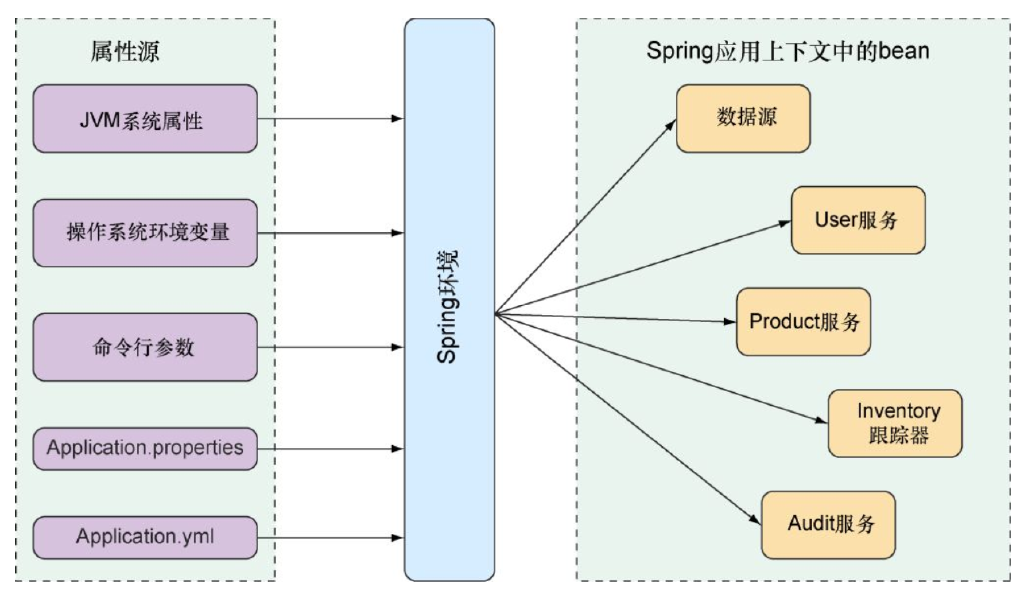 属性源
JVM系统属性
操作系统环境变量
命令行参数
Application.properties
Application.yml
Spring环境
Spring应用上下文中的bean
数据源
User服务
Product服务
Inventory
跟踪器
Audit服务